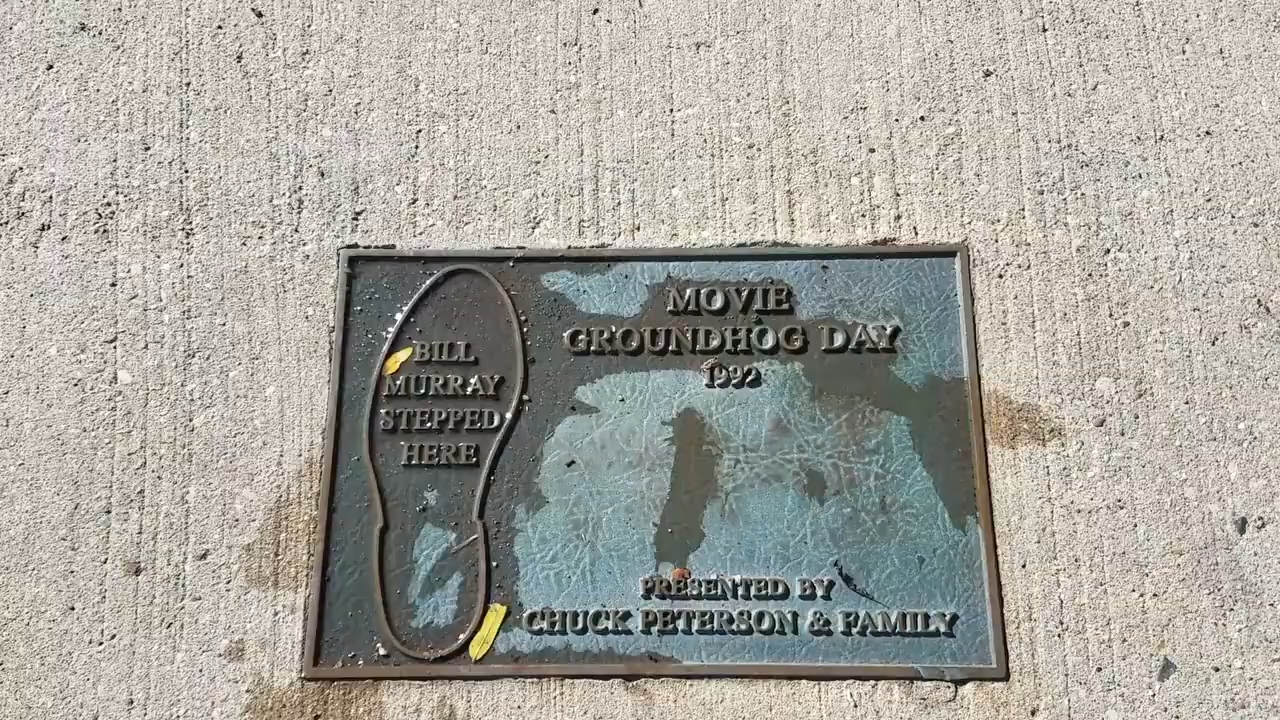 BILL
MURRAY
STEPPED
HERE
MOVIE
GROUNDHOG DAY
1992
PRESENTED BY
CHUCK PETERSON & FAMILY